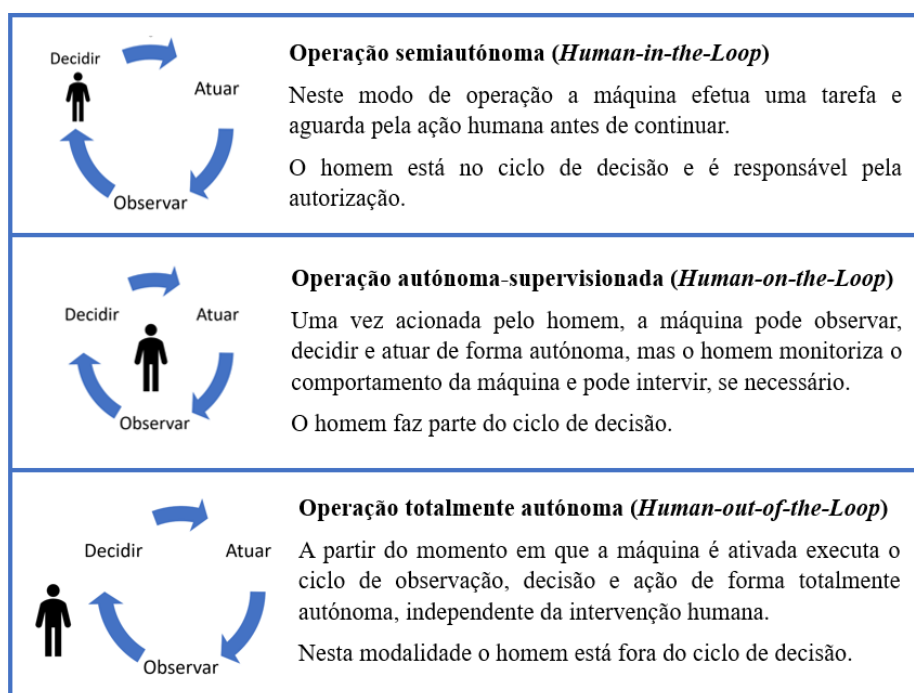 Decidir
Atuar
Observar
Operação semiautónoma (Human-in-the-Loop)
Neste modo de operação a máquina efetua uma tarefa e
aguarda pela ação humana antes de continuar.
O homem está no ciclo de decisão e é responsável pela
autorização.
Decidir
Atuar
Observar
Operação autónoma-supervisionada (Human-on-the-Loop)
Uma vez acionada pelo homem, a máquina pode observar,
decidir e atuar de forma autónoma, mas o homem monitoriza o
comportamento da máquina e pode intervir, se necessário.
O homem faz parte do ciclo de decisão.
Decidir
Atuar
Observar
Operação totalmente autónoma (Human-out-of-the-Loop)
A partir do momento em que a máquina é ativada executa o
ciclo de observação, decisão e ação de forma totalmente
autónoma, independente da intervenção humana.
Nesta modalidade o homem está fora do ciclo de decisão.